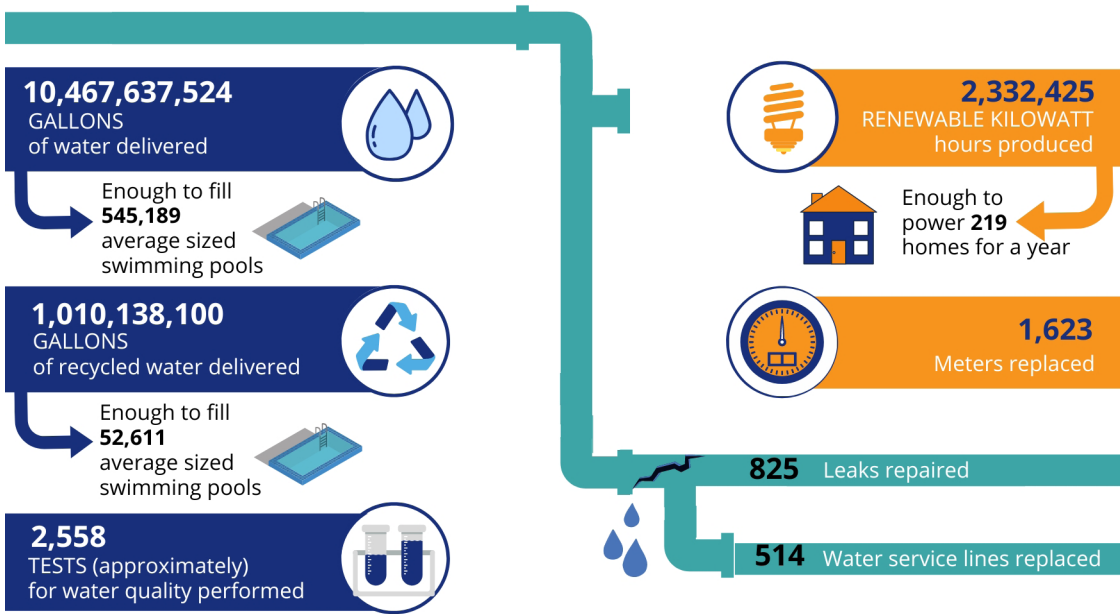 10,467,637,524
GALLONS
of water delivered
Enough to fill
545,189
average sized
swimming pools
1,010,138,100
GALLONS
of recycled water delivered
Enough to fill
52,611
average sized
swimming pools
2,558
TESTS (approximately)
for water quality performed
2,332,425
RENEWABLE KILOWATT
hours produced
Enough to
power 219
homes for a year
1,623
Meters replaced
825 Leaks repaired
514 Water service lines replaced